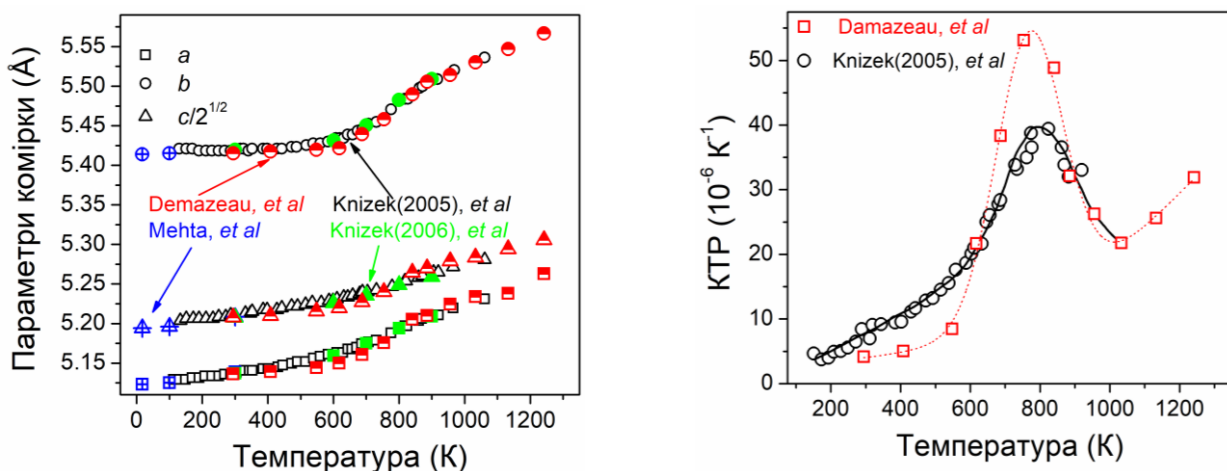 Параметри комірки (Å)
5.55
5.50
5.45
5.40
5.30
5.25
5.20
5.15
a
b
c/2^1/2
Demazeau, et al
Mehta, et al
Knizek(2005), et al
Knizek(2006), et al
0 200 400 600 800 1000 1200
Температура (К)
КТР (10^-6 K^-1)
50
40
30
20
10
0
Damazeau, et al
Knizek(2005), et al
200 400 600 800 1000 1200
Температура (К)